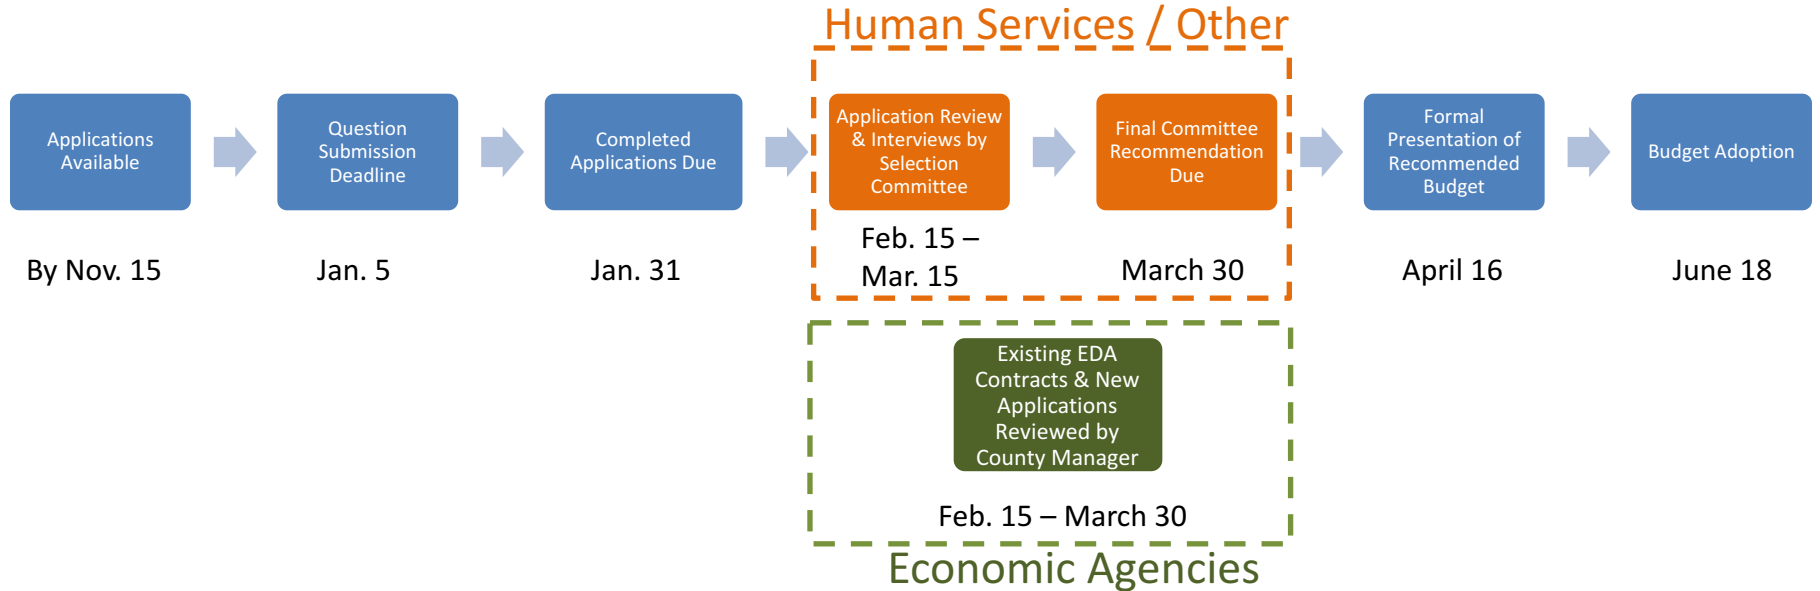 Human Services / Other
Applications
Available
Question
Submission
Deadline
Completed
Applications Due
Application Review
& Interviews by
Selection
Committee
Final Committee
Recommendation
Due
Formal
Presentation of
Recommended
Budget
Budget Adoption
By Nov. 15
Jan. 5
Jan. 31
Feb. 15 –
Mar. 15
March 30
April 16
June 18
Existing EDA
Contracts & New
Applications
Reviewed by
County Manager
Feb. 15 – March 30
Economic Agencies